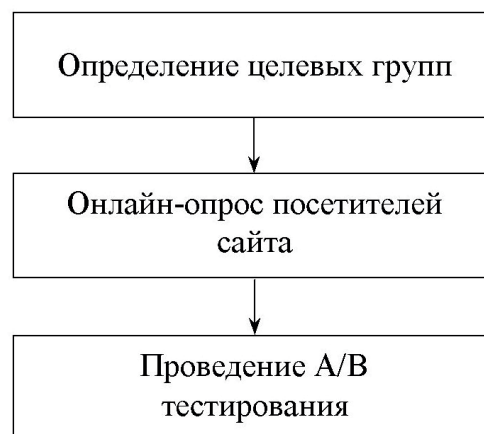 Определение целевых групп
Онлайн-опрос посетителей
сайта
Проведение А/В
тестирования